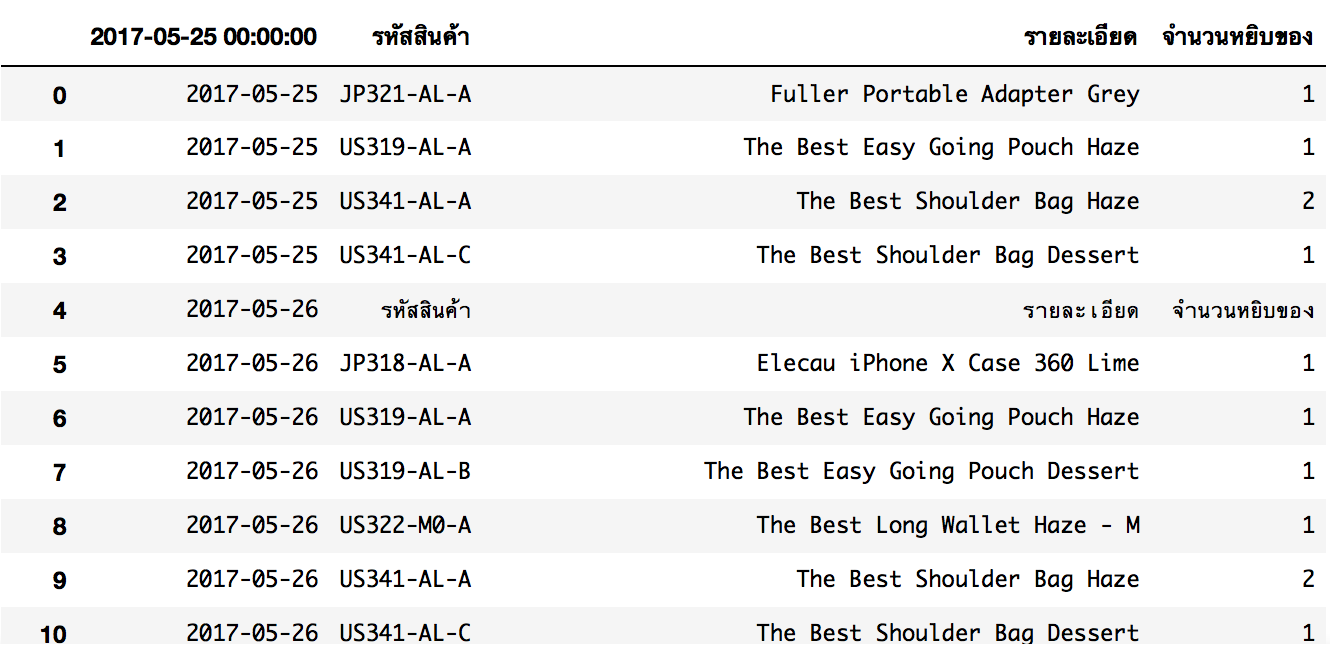 2017-05-25 00:00:00 รหัสสินค้า รายละเอียด จำนวนหยิบของ
0 2017-05-25 JP321-AL-A Fuller Portable Adapter Grey 1
1 2017-05-25 US319-AL-A The Best Easy Going Pouch Haze 1
2 2017-05-25 US341-AL-A The Best Shoulder Bag Haze 2
3 2017-05-25 US341-AL-C The Best Shoulder Bag Dessert 1
4 2017-05-26 รหัสสินค้า รายละเอียด จำนวนหยิบของ
5 2017-05-26 JP318-AL-A Elecau iPhone X Case 360 Lime 1
6 2017-05-26 US319-AL-A The Best Easy Going Pouch Haze 1
7 2017-05-26 US319-AL-B The Best Easy Going Pouch Dessert 1
8 2017-05-26 US322-M0-A The Best Long Wallet Haze - M 1
9 2017-05-26 US341-AL-A The Best Shoulder Bag Haze 2
10 2017-05-26 US341-AL-C The Best Shoulder Bag Dessert 1